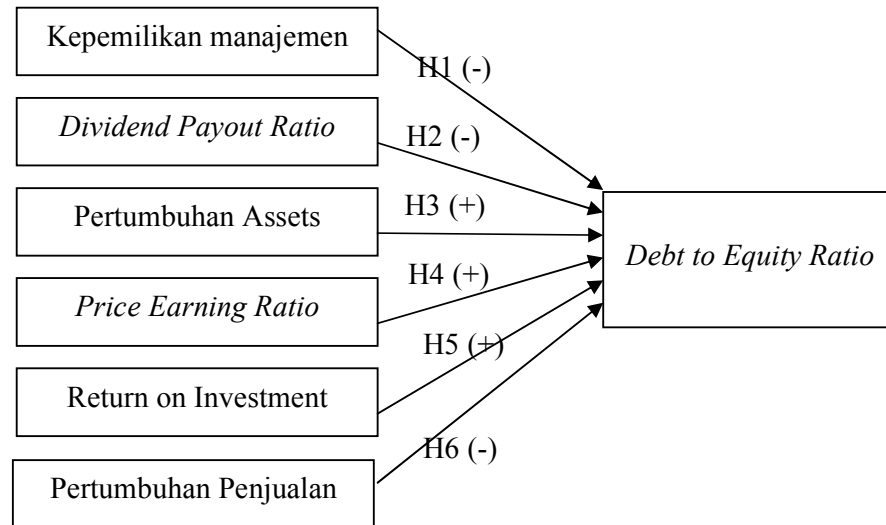 Kepemilikan manajemen
H1 (-)
Dividend Payout Ratio
H2 (-)
Pertumbuhan Assets
H3 (+)
Debt to Equity Ratio
Price Earning Ratio
H4 (+)
H5 (+)
Return on Investment
H6 (-)
Pertumbuhan Penjualan